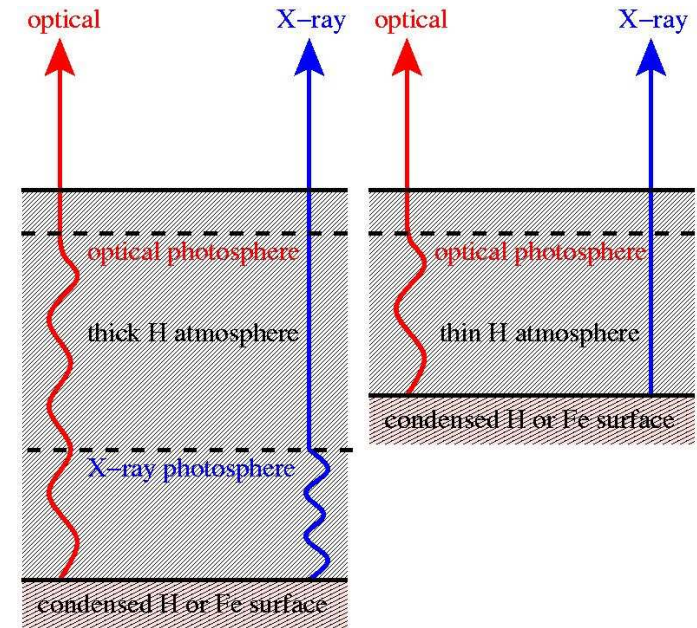 optical
X−ray
optical photosphere
thick H atmosphere
X−ray photosphere
condensed H or Fe surface
optical
X−ray
optical photosphere
thin H atmosphere
condensed H or Fe surface